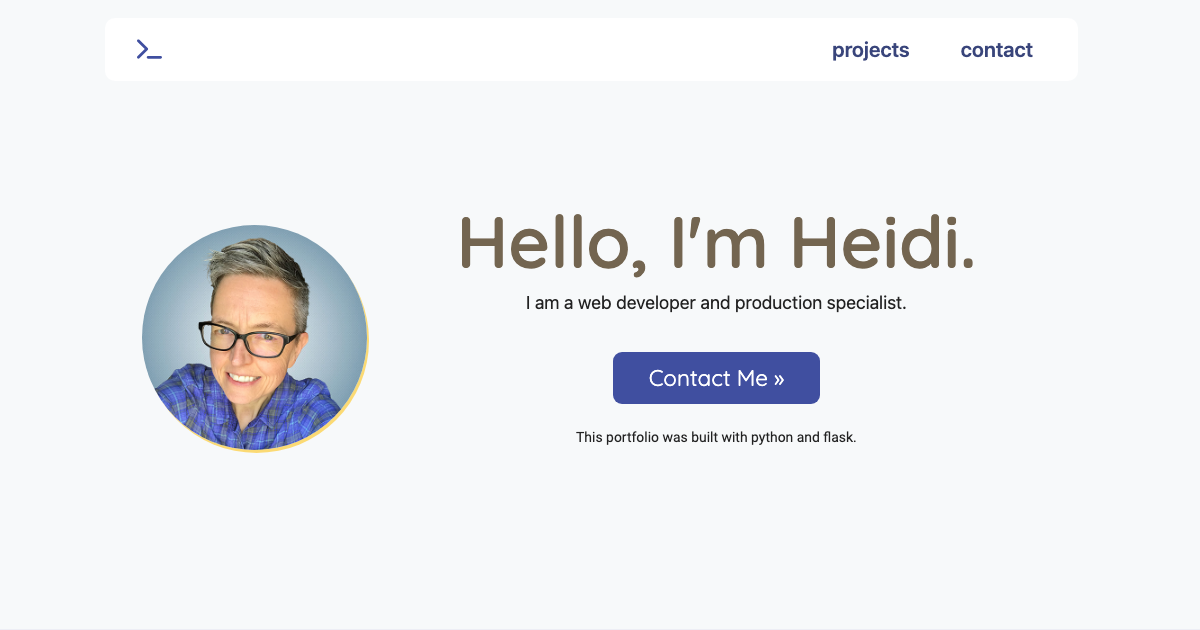 projects contact
Hello, I'm Heidi.
I am a web developer and production specialist.
Contact Me »
This portfolio was built with python and flask.